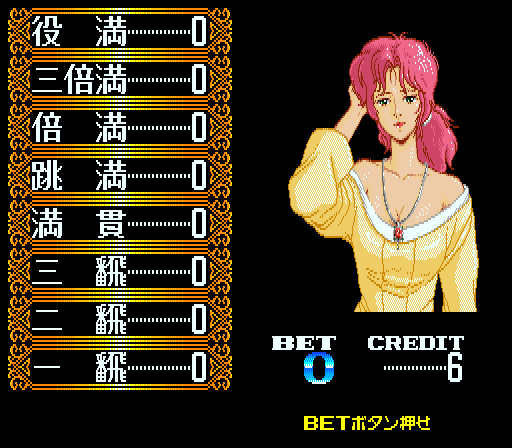 役満 0
三倍満 0
倍満 0
跳満 0
満貫 0
三飜 0
二飜 0
一飜 0
BET CREDIT
0 6
BETボタン押せ